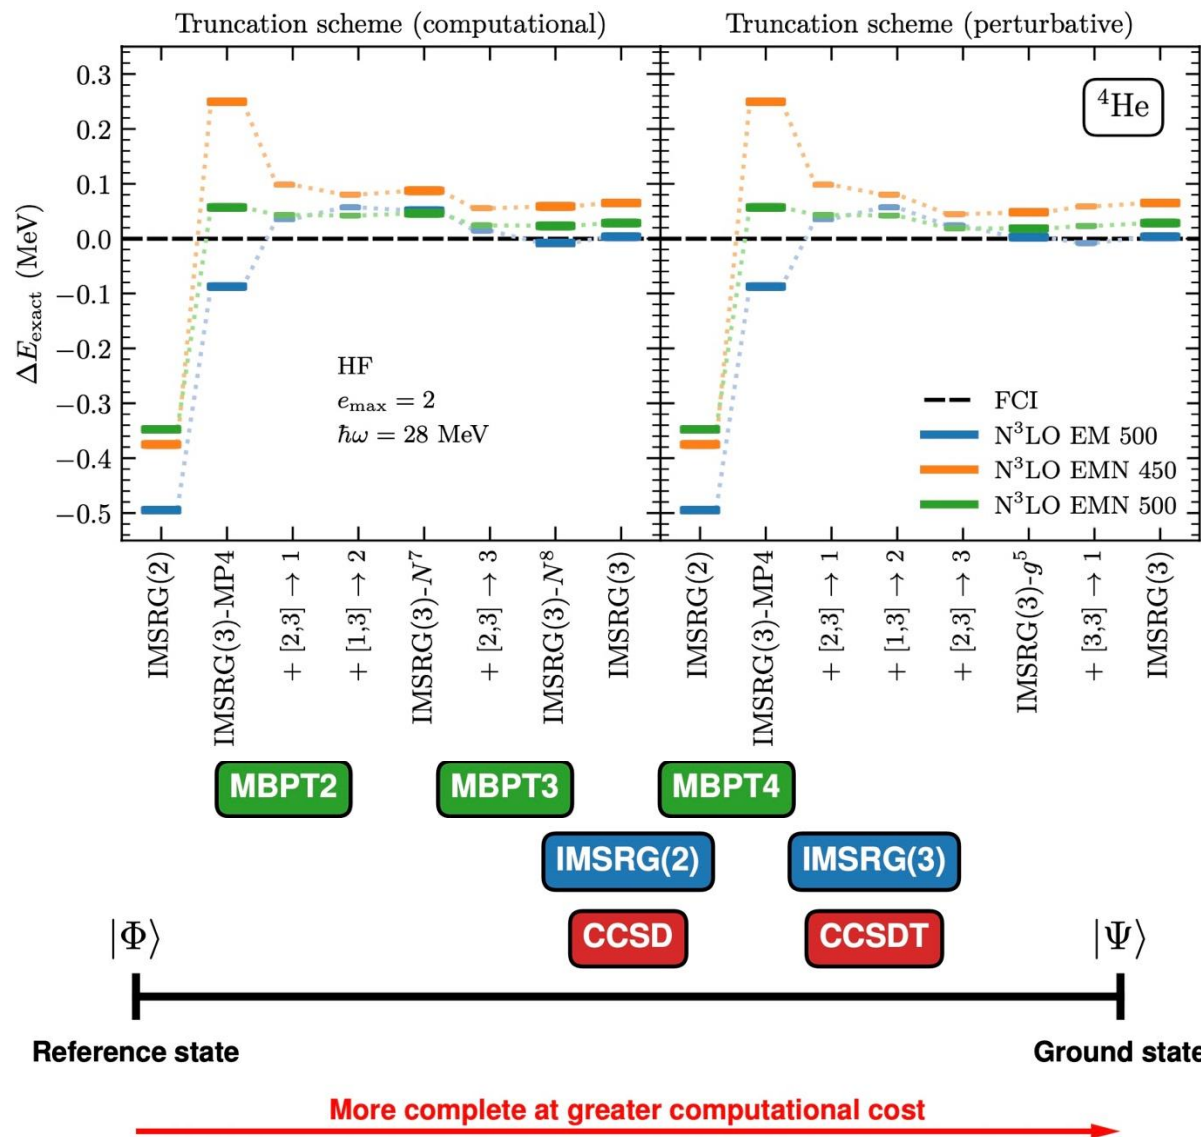 Truncation scheme (computational)
Truncation scheme (perturbative)
ΔE_exact (MeV)
0.3
0.2
0.1
0.0
−0.1
−0.2
−0.3
−0.4
−0.5
HF
e_max = 2
ħω = 28 MeV
⁴He
FCI
N³LO EM 500
N³LO EMN 450
N³LO EMN 500
IMSRG(2)
IMSRG(3)-MP4
+ [2,3] → 1
+ [1,3] → 2
IMSRG(3)-N⁷
+ [2,3] → 3
IMSRG(3)-N⁸
IMSRG(3)
IMSRG(2)
IMSRG(3)-MP4
+ [2,3] → 1
+ [1,3] → 2
+ [2,3] → 3
IMSRG(3)-g⁵
+ [3,3] → 1
IMSRG(3)
MBPT2
MBPT3
MBPT4
IMSRG(2)
IMSRG(3)
CCSD
CCSDT
|Φ⟩
|Ψ⟩
Reference state
Ground state
More complete at greater computational cost